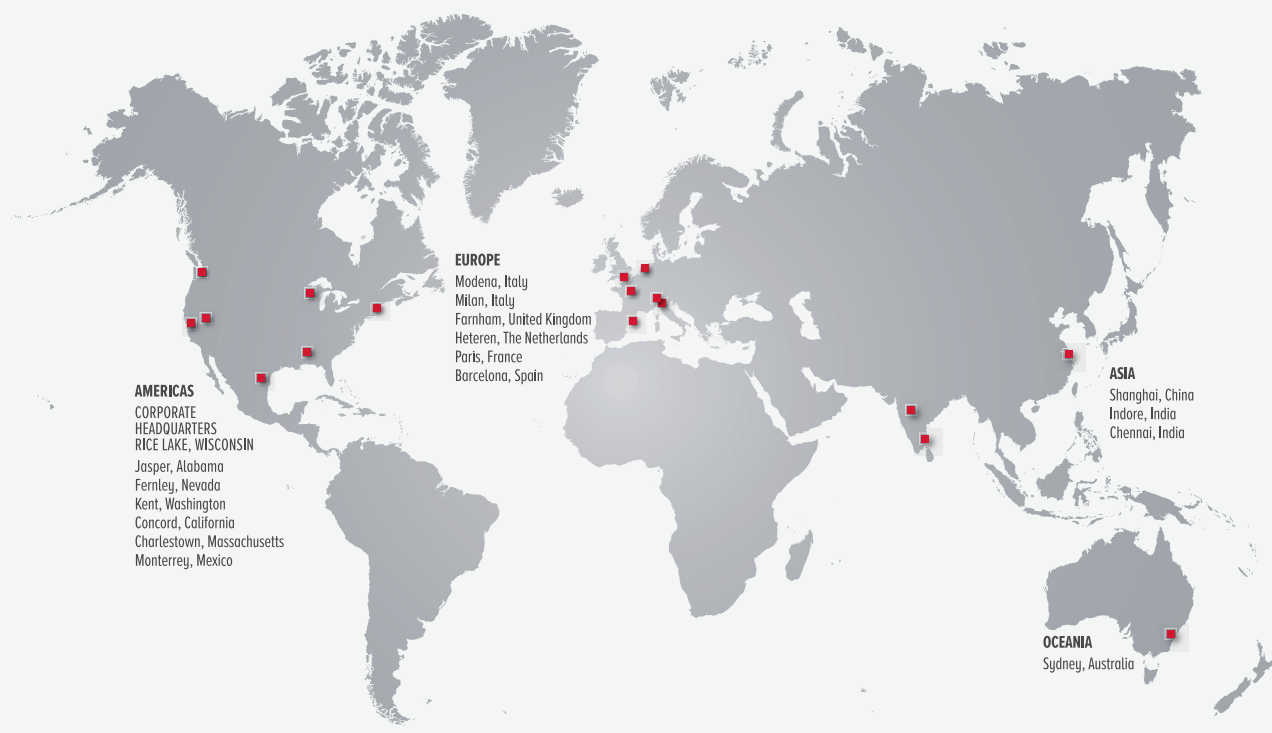 EUROPE
Modena, Italy
Milan, Italy
Farnham, United Kingdom
Heteren, The Netherlands
Paris, France
Barcelona, Spain
AMERICAS
CORPORATE
HEADQUARTERS
RICE LAKE, WISCONSIN
Jasper, Alabama
Fernley, Nevada
Kent, Washington
Concord, California
Charlestown, Massachusetts
Monterrey, Mexico
ASIA
Shanghai, China
Indore, India
Chennai, India
OCEANIA
Sydney, Australia